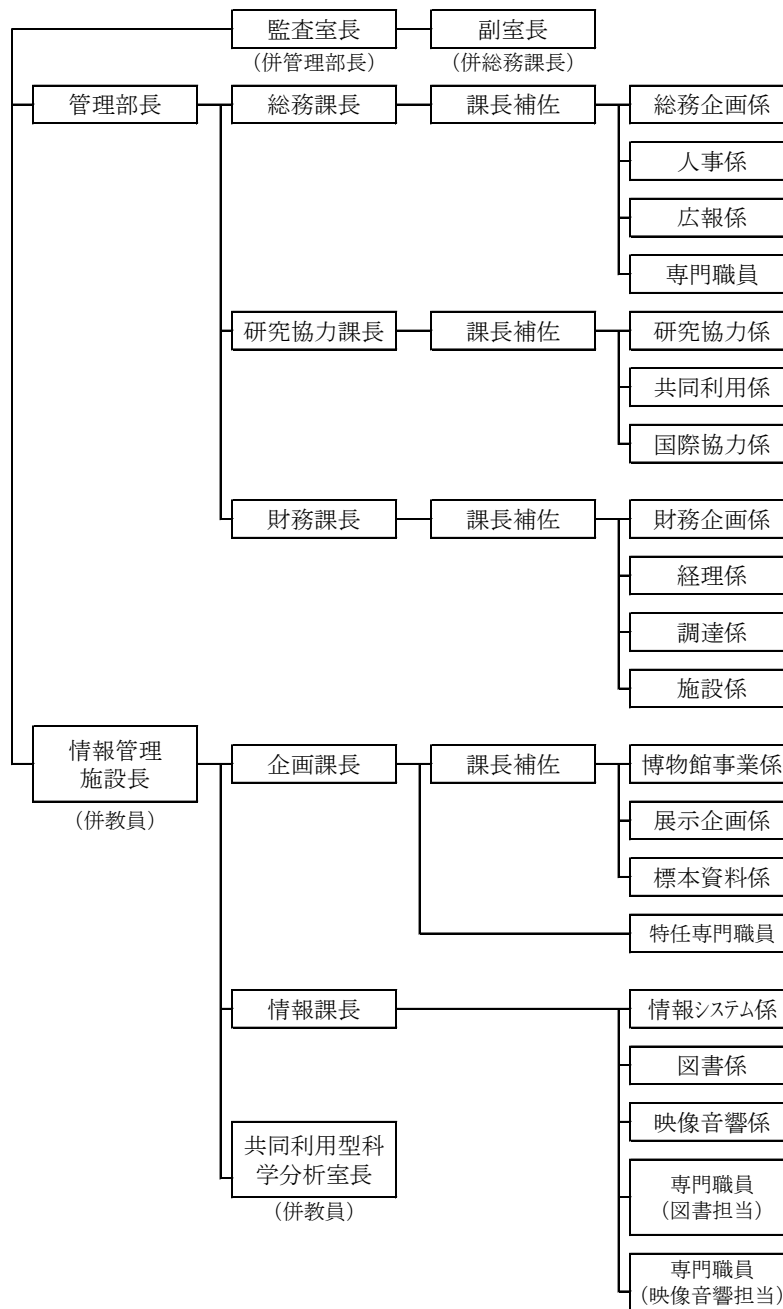 監査室長
副室長
(併管理部長)
(併総務課長)
管理部長
総務課長
課長補佐
総務企画係
人事係
広報係
専門職員
研究協力課長
課長補佐
研究協力係
共同利用係
国際協力係
財務課長
課長補佐
財務企画係
経理係
調達係
施設係
情報管理
施設長
(併教員)
企画課長
課長補佐
博物館事業係
展示企画係
標本資料係
特任専門職員
情報課長
情報システム係
図書係
映像音響係
共同利用型科
学分析室長
(併教員)
専門職員
(図書担当)
専門職員
(映像音響担当)